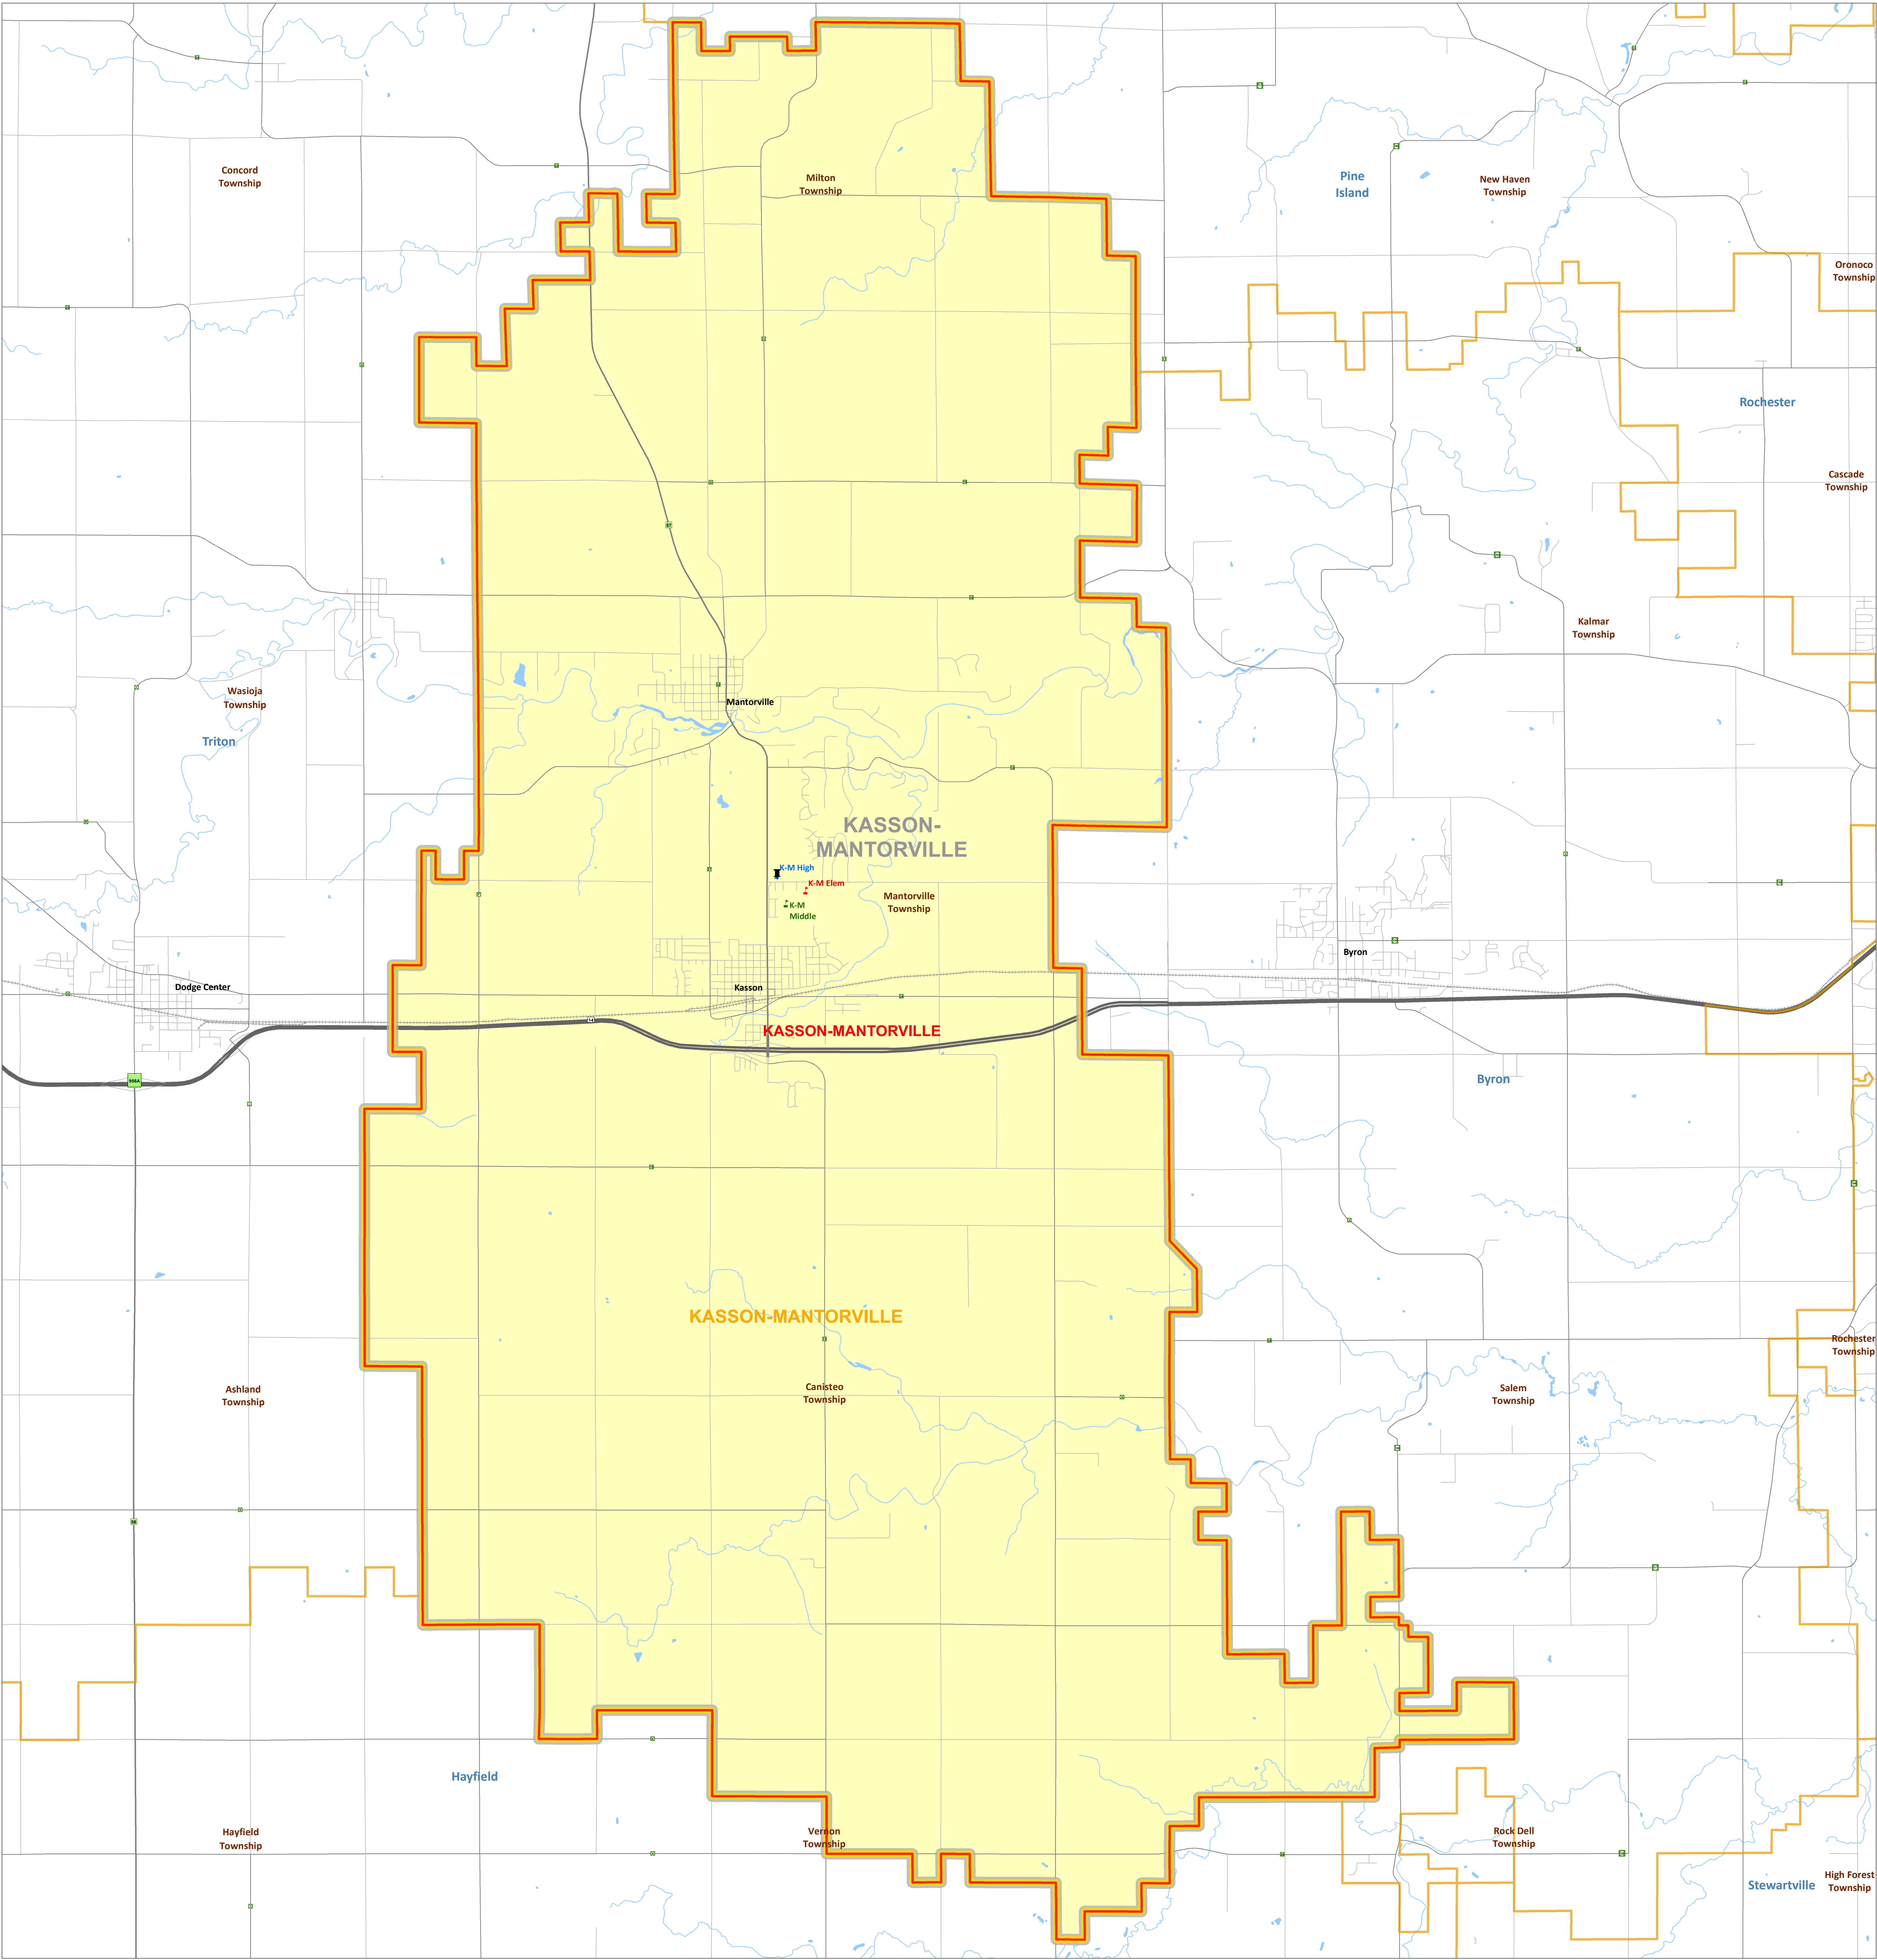 Concord
Township
Milton
Township
Pine
Island
New Haven
Township
Oronoco
Township
Rochester
Cascade
Township
57
Kalmar
Township
Wasioja
Township
Mantorville
Triton
KASSON-
MANTORVILLE
K-M High
K-M Elem
K-M
Middle
Mantorville
Township
Byron
Dodge Center
Kasson
KASSON-MANTORVILLE
956A
Byron
KASSON-MANTORVILLE
Rochester
Township
Ashland
Township
Canisteo
Township
Salem
Township
Hayfield
Hayfield
Township
Vernon
Township
Rock Dell
Township
Stewartville
High Forest
Township